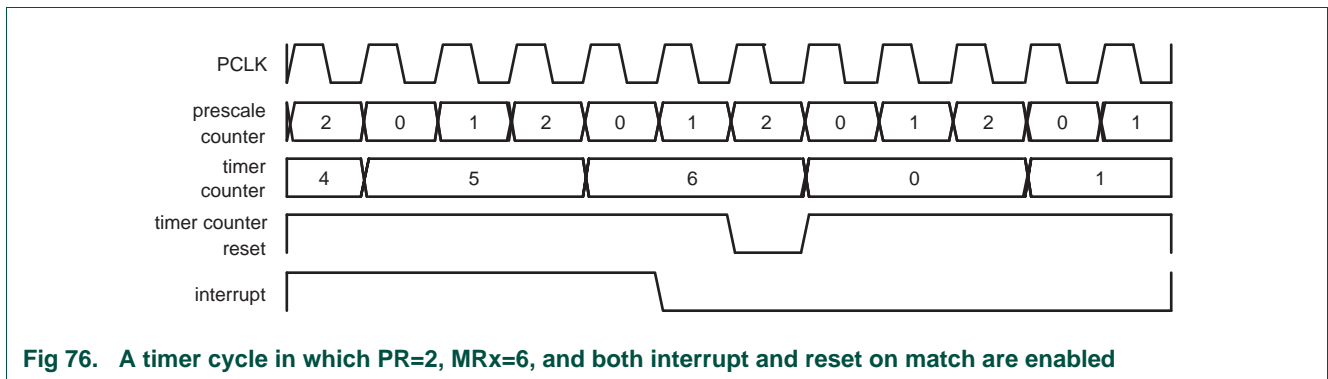 PCLK
prescale
counter
2 0 1 2 0 1 2 0 1 2 0 1
timer
counter
4 5 6 0 1
timer counter
reset
interrupt
Fig 76. A timer cycle in which PR=2, MRx=6, and both interrupt and reset on match are enabled